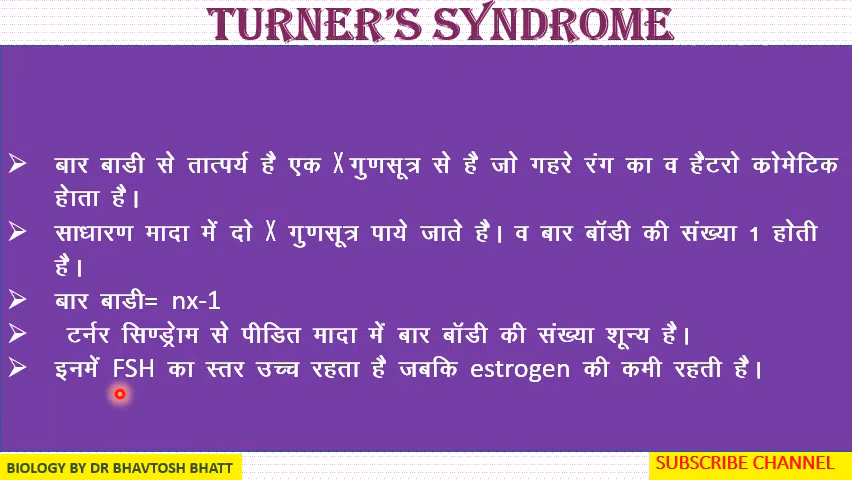 TURNER'S SYNDROME
➢ बार बाडी से तात्पर्य है एक X गुणसूत्र से है जो गहरे रंग का व हैटरो क्रोमेटिक
होता है।
➢ साधारण मादा में दो X गुणसूत्र पाये जाते है। व बार बॉडी की संख्या 1 होती
है।
➢ बार बाडी= nx-1
➢ टर्नर सिण्ड्रोम से पीडित मादा में बार बॉडी की संख्या शून्य है।
➢ इनमें FSH का स्तर उच्च रहता है जबकि estrogen की कमी रहती है।
BIOLOGY BY DR BHAVTOSH BHATT
SUBSCRIBE CHANNEL